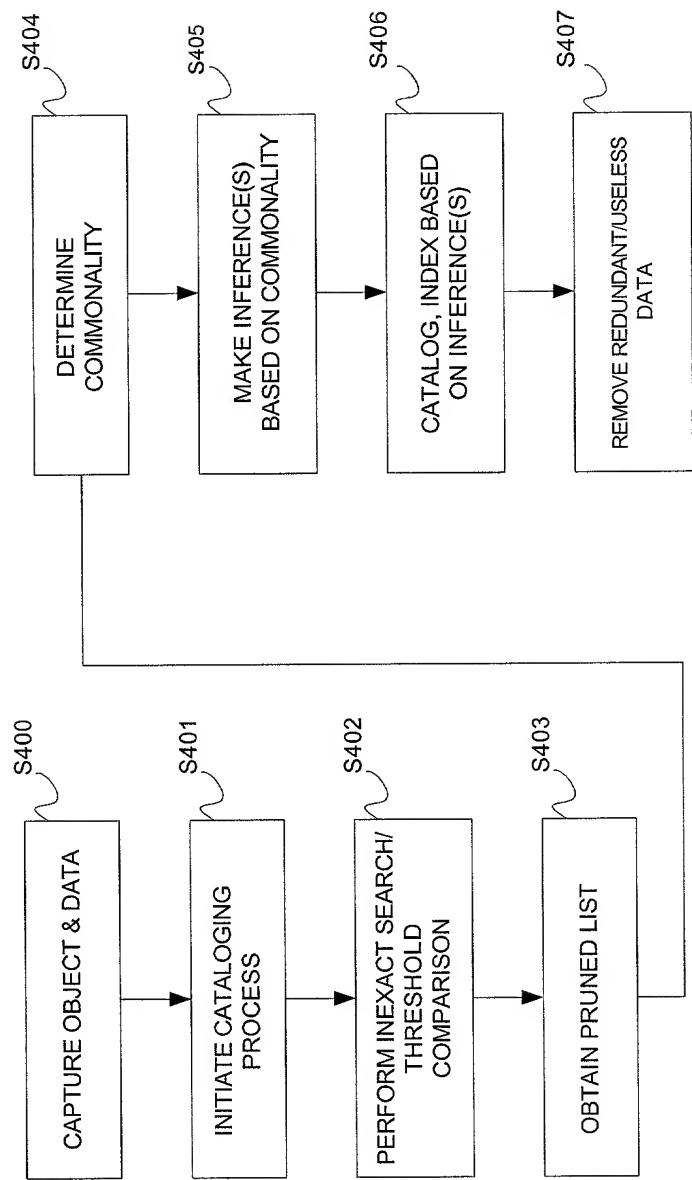 S400
CAPTURE OBJECT & DATA
S401
INITIATE CATALOGING
PROCESS
S402
PERFORM INEXACT SEARCH/
THRESHOLD
COMPARISON
S403
OBTAIN PRUNED LIST
S404
DETERMINE
COMMONALITY
S405
MAKE INFERENCE(S)
BASED ON COMMONALITY
S406
CATALOG, INDEX BASED
ON INFERENCE(S)
S407
REMOVE REDUNDANT/USELESS
DATA